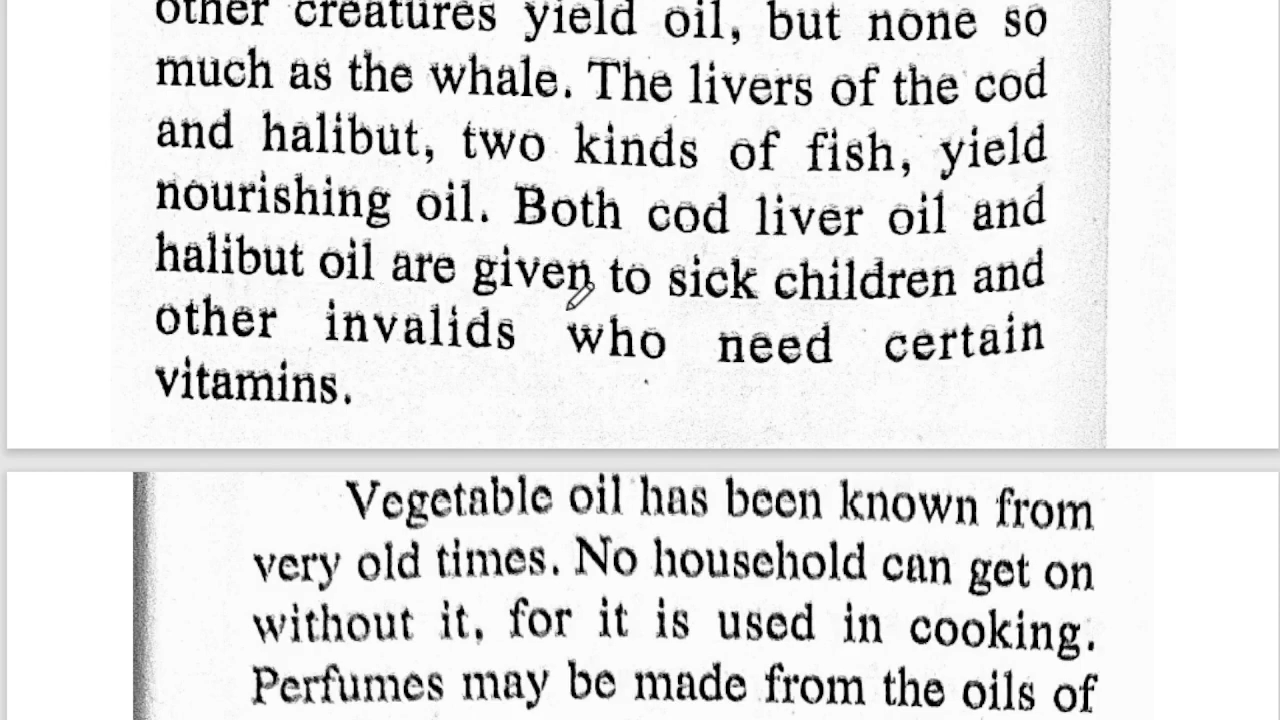 other creatures yield oil, but none so
much as the whale. The livers of the cod
and halibut, two kinds of fish, yield
nourishing oil. Both cod liver oil and
halibut oil are given to sick children and
other invalids who need certain
vitamins.
Vegetable oil has been known from
very old times. No household can get on
without it, for it is used in cooking.
Perfumes may be made from the oils of